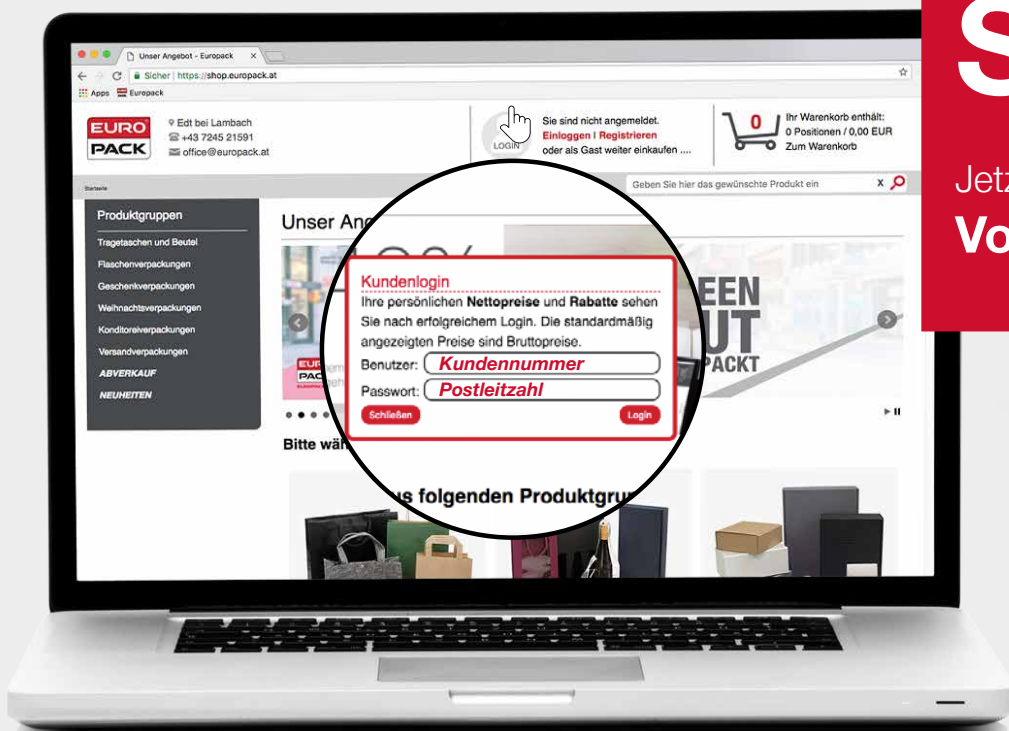 S
Jetz
Vo
Unser Angebot - Europack x
Sicher | https://shop.europack.at
Apps Europack
EURO
PACK
Edt bei Lambach
+43 7245 21591
office@europack.at
LOGIN
Sie sind nicht angemeldet.
Einloggen I Registrieren
oder als Gast weiter einkaufen ....
0
Ihr Warenkorb enthält:
0 Positionen / 0,00 EUR
Zum Warenkorb
Startseite
Geben Sie hier das gewünschte Produkt ein x
Produktgruppen
Tragetaschen und Beutel
Flaschenverpackungen
Geschenkverpackungen
Weihnachtsverpackungen
Konditoreiverpackungen
Versandverpackungen
ABVERKAUF
NEUHEITEN
Unser An
EEN
UT
PACKT
Kundenlogin
Ihre persönlichen Nettopreise und Rabatte sehen
Sie nach erfolgreichem Login. Die standardmäßig
angezeigten Preise sind Bruttopreise.
Benutzer: Kundennummer
Passwort: Postleitzahl
Schließen Login
Bitte wäh
us folgenden Produktgru